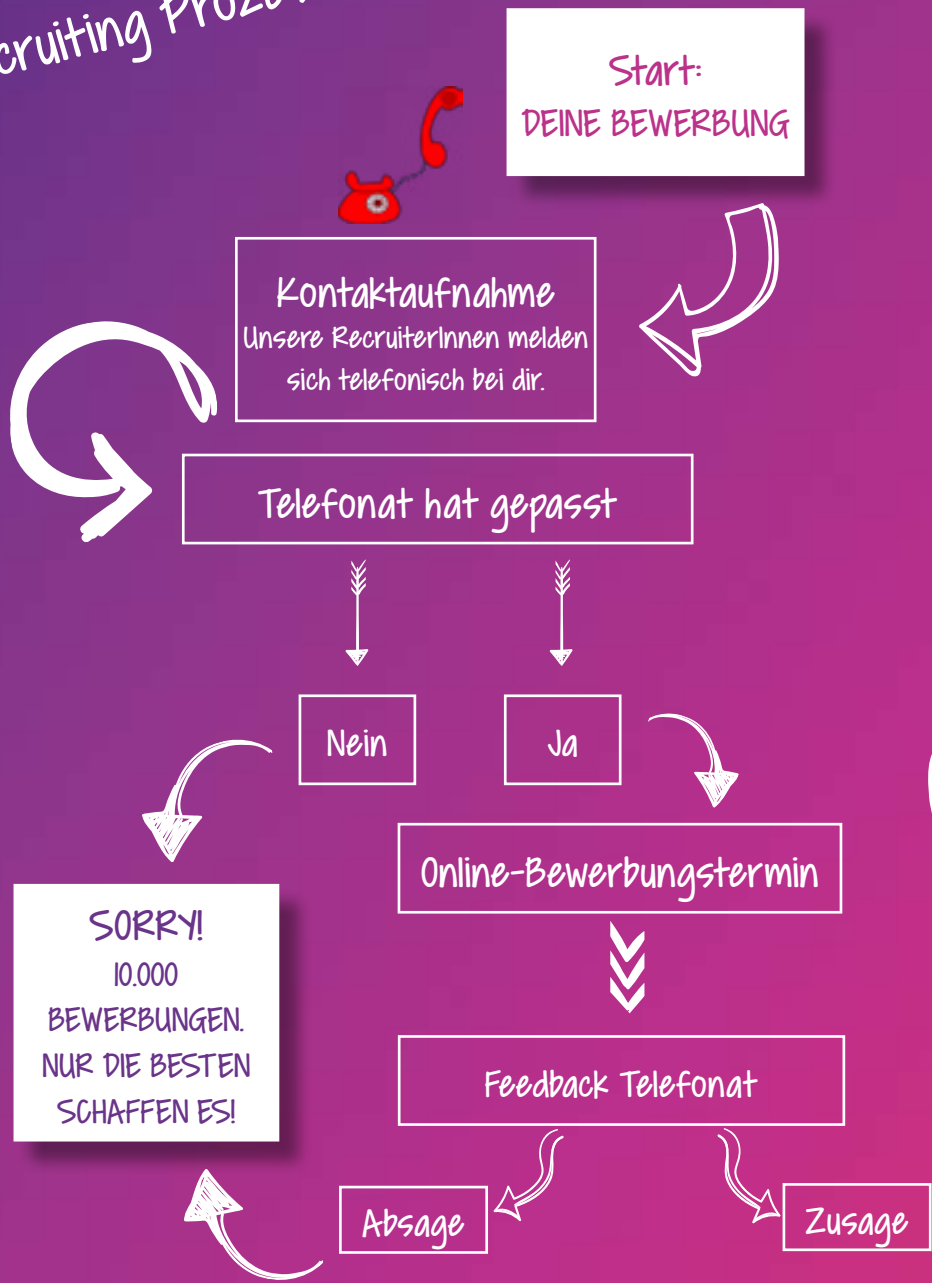 Start:
DEINE BEWERBUNG
Kontaktaufnahme
Unsere RecruiterInnen melden
sich telefonisch bei dir.
Telefonat hat gepasst
Nein
Ja
Online-Bewerbungstermin
SORRY!
10.000
BEWERBUNGEN.
NUR DIE BESTEN
SCHAFFEN ES!
Feedback Telefonat
Absage
Zusage